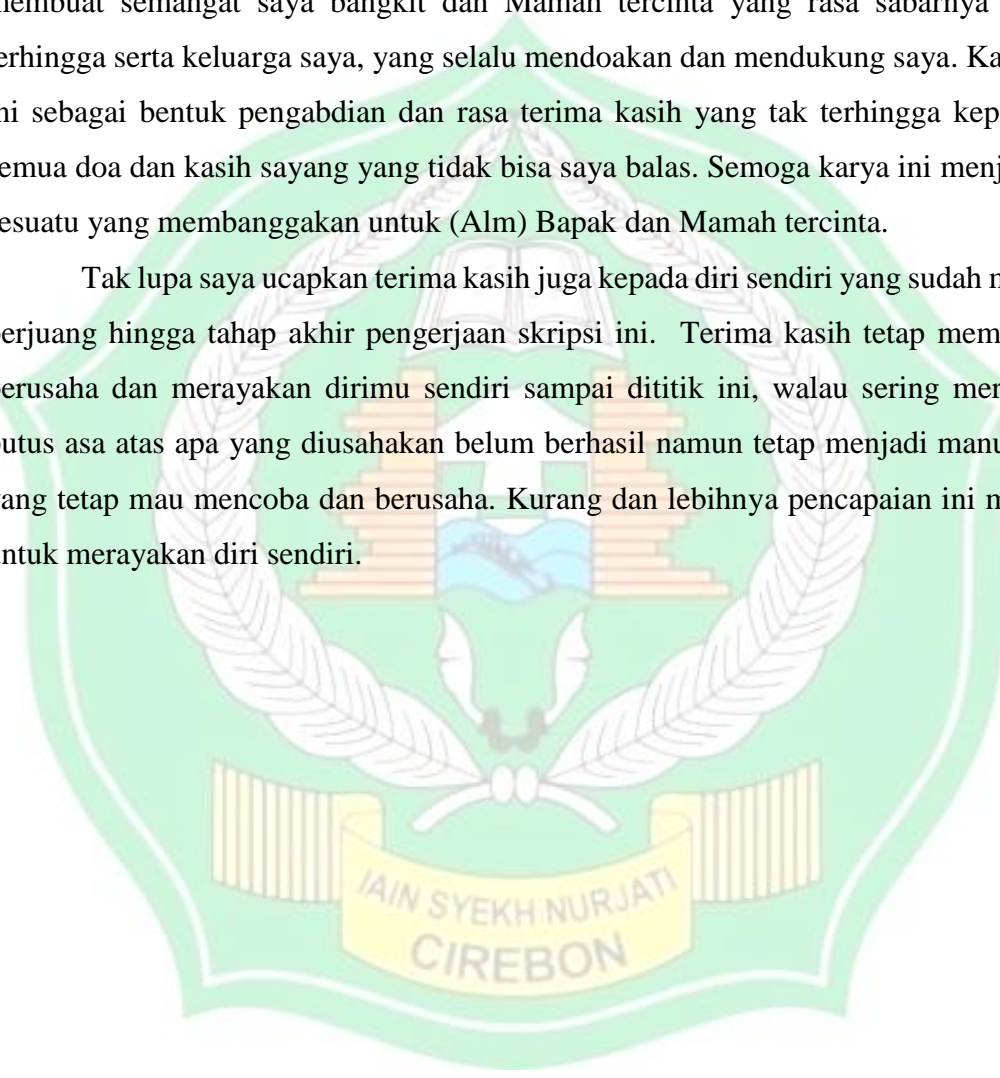 membuat semangat saya bangkit dan Mamah tercinta yang rasa sabarnya
terhingga serta keluarga saya, yang selalu mendoakan dan mendukung saya. Ka
ini sebagai bentuk pengabdian dan rasa terima kasih yang tak terhingga kep
semua doa dan kasih sayang yang tidak bisa saya balas. Semoga karya ini menj
sesuatu yang membanggakan untuk (Alm) Bapak dan Mamah tercinta.
Tak lupa saya ucapkan terima kasih juga kepada diri sendiri yang sudah
berjuang hingga tahap akhir pengerjaan skripsi ini. Terima kasih tetap mem
berusaha dan merayakan dirimu sendiri sampai dititik ini, walau sering mer
putus asa atas apa yang diusahakan belum berhasil namun tetap menjadi manu
yang tetap mau mencoba dan berusaha. Kurang dan lebihnya pencapaian ini
untuk merayakan diri sendiri.
IAIN SYEKH NURJATI
CIREBON